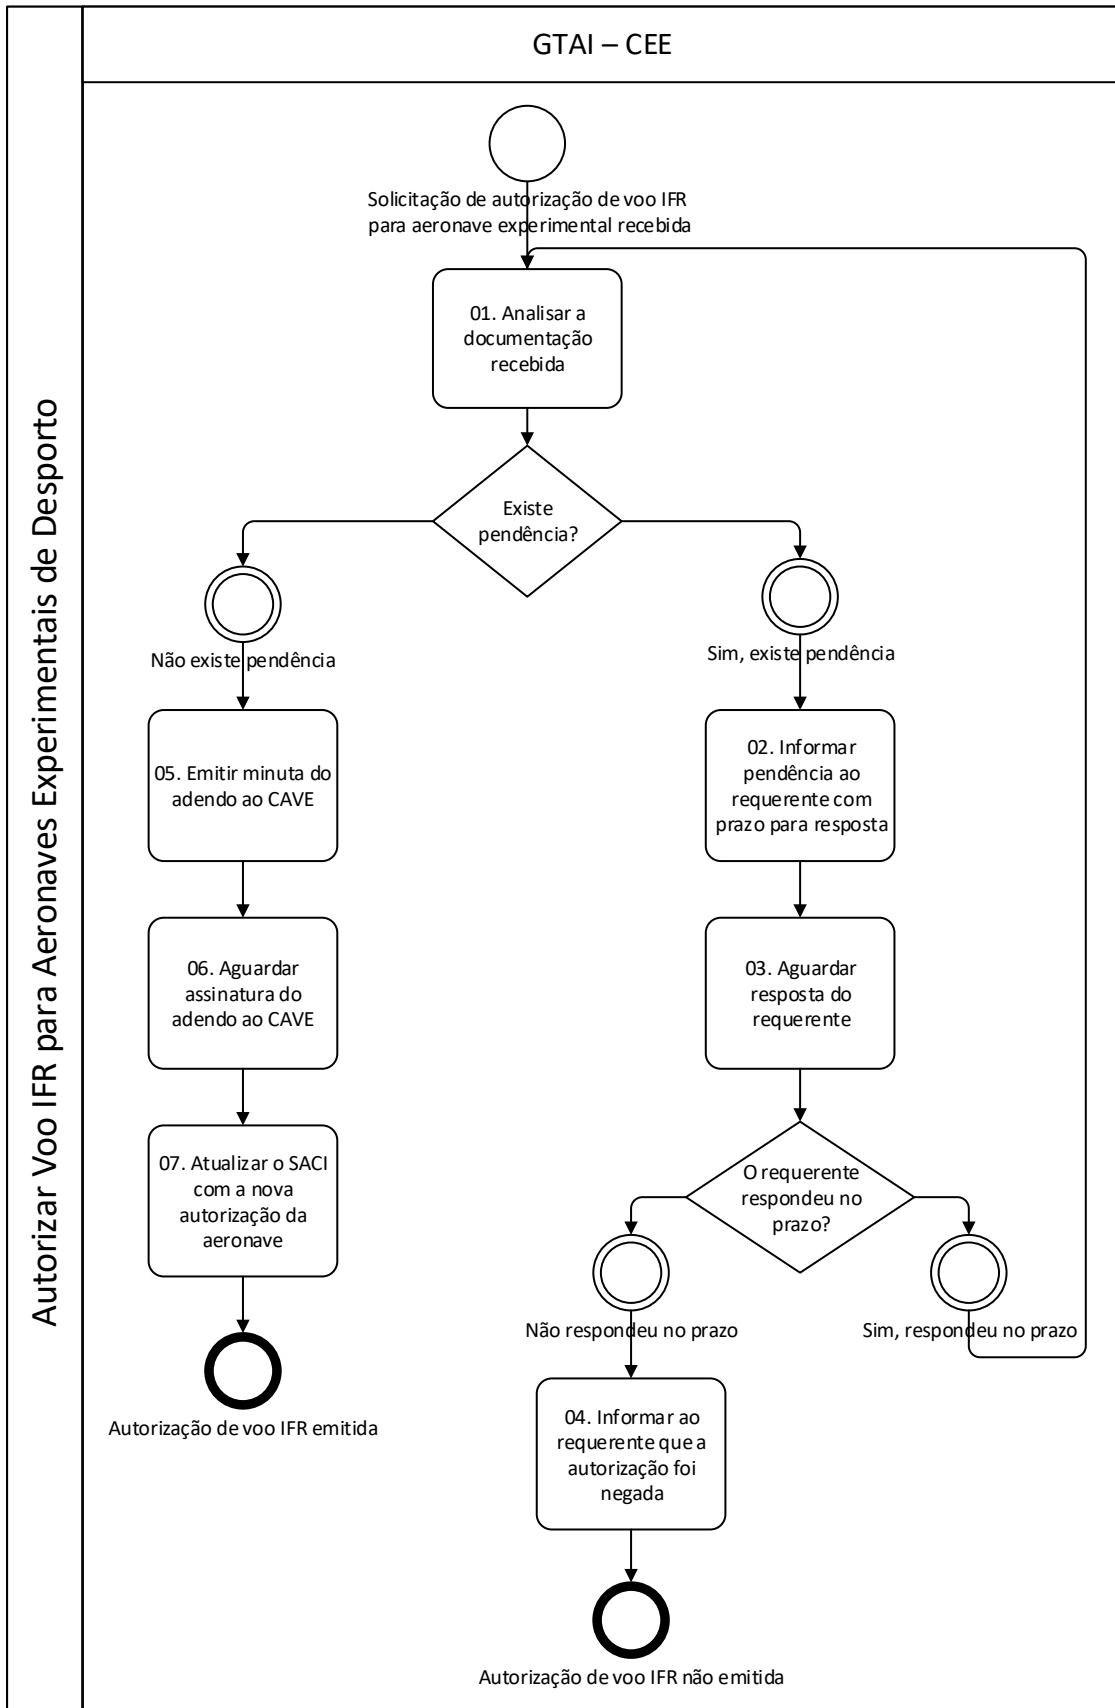 GTAI – CEE
Autorizar Voo IFR para Aeronaves Experimentais de Desporto
Solicitação de autorização de voo IFR
para aeronave experimental recebida
01. Analisar a
documentação
recebida
Existe
pendência?
Não existe pendência
Sim, existe pendência
05. Emitir minuta do
adendo ao CAVE
02. Informar
pendência ao
requerente com
prazo para resposta
06. Aguardar
assinatura do
adendo ao CAVE
03. Aguardar
resposta do
requerente
07. Atualizar o SACI
com a nova
autorização da
aeronave
O requerente
respondeu no
prazo?
Não respondeu no prazo
Sim, respondeu no prazo
Autorização de voo IFR emitida
04. Informar ao
requerente que a
autorização foi
negada
Autorização de voo IFR não emitida